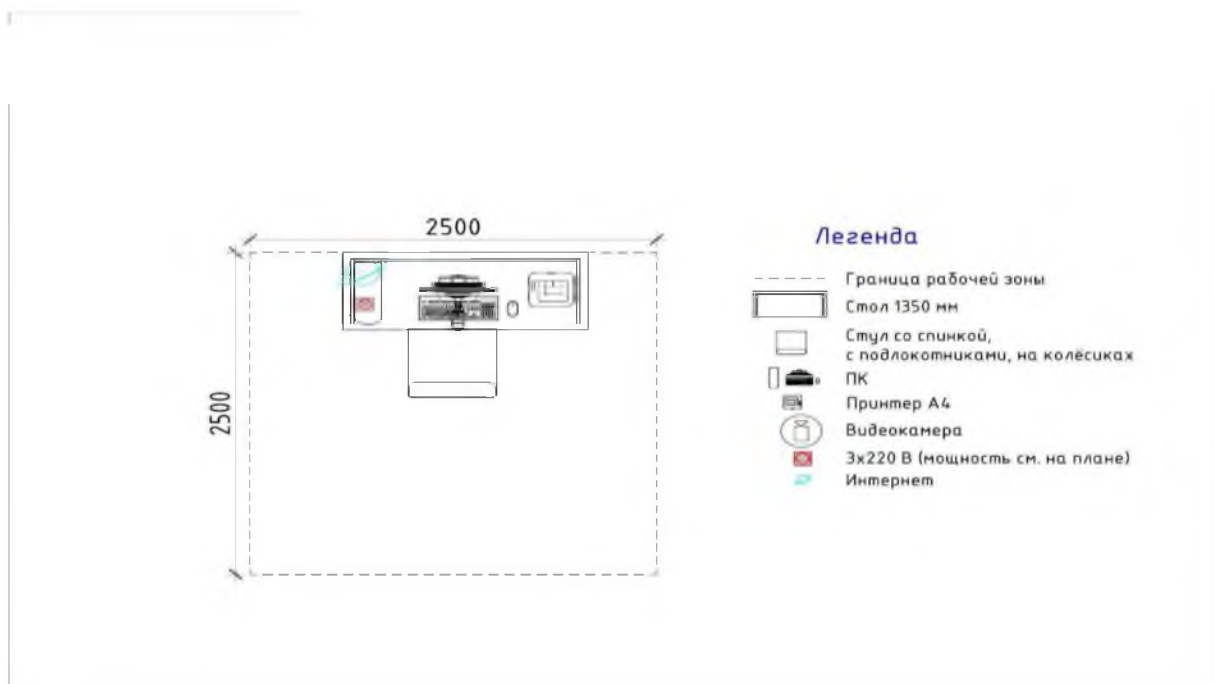 2500
2500
Легенда
Граница рабочей зоны
Стол 1350 мм
Стул со спинкой,
с подлокотниками, на колёсиках
ПК
Принтер А4
Видеокамера
3х220 В (мощность см. на плане)
Интернет